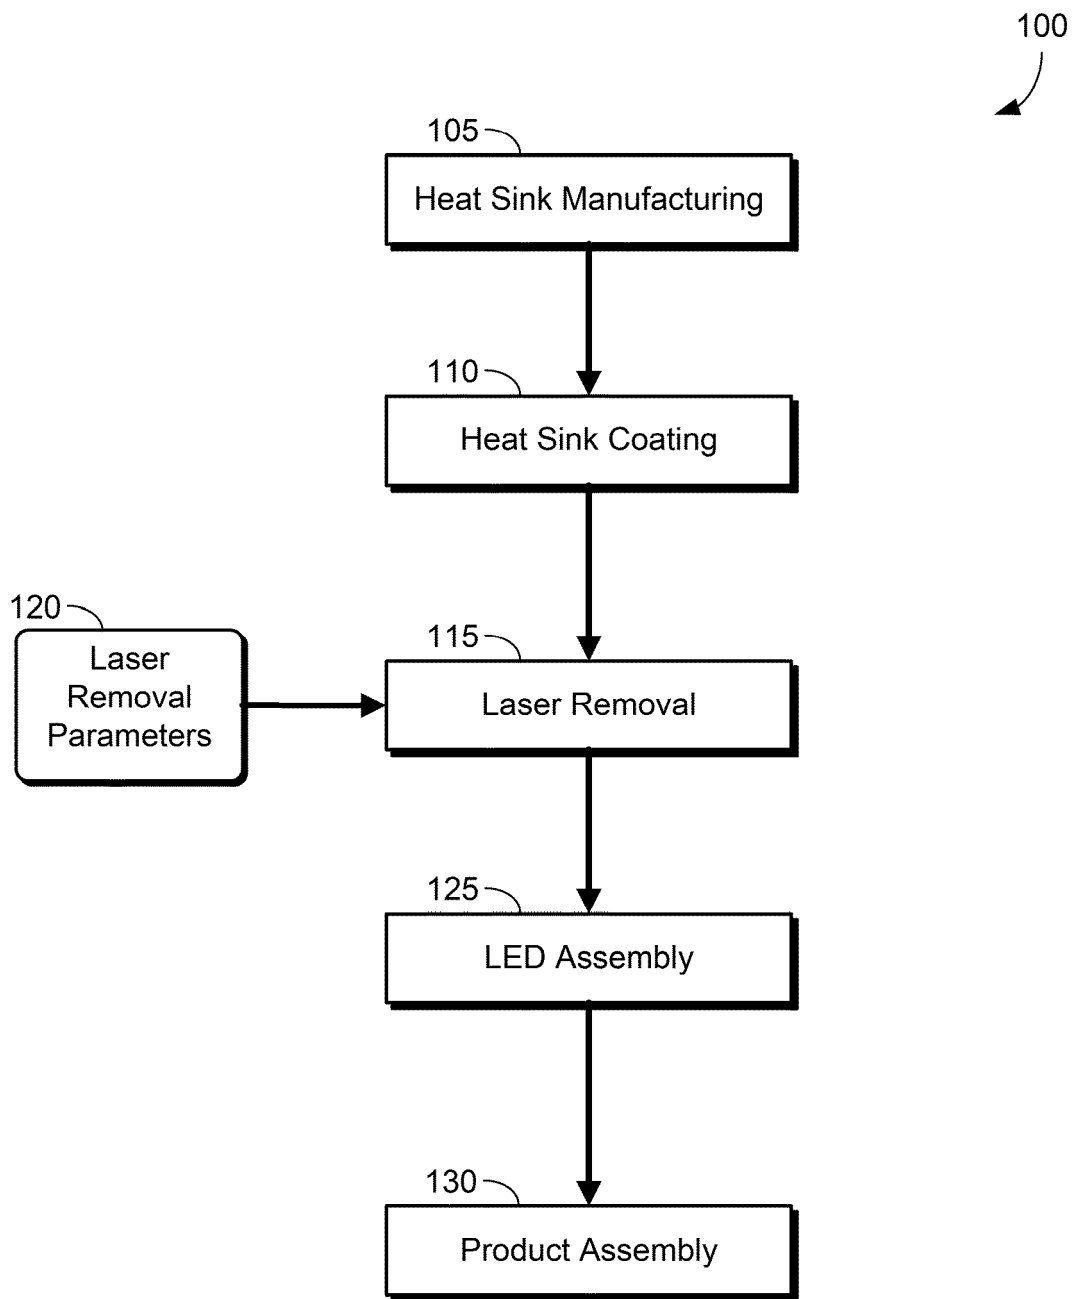 100
105
Heat Sink Manufacturing
110
Heat Sink Coating
120
Laser
Removal
Parameters
115
Laser Removal
125
LED Assembly
130
Product Assembly